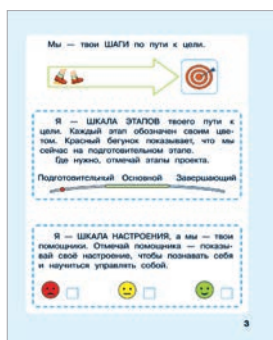 Мы — твои ШАГИ по пути к цели.
Я — ШКАЛА ЭТАПОВ твоего пути к
цели. Каждый этап обозначен своим цве-
том. Красный бегунок показывает, что мы
сейчас на подготовительном этапе.
Где нужно, отмечай этапы проекта.
Подготовительный Основной Завершающий
Я — ШКАЛА НАСТРОЕНИЯ, а мы — твои
помощники. Отмечай помощника — показы-
вай своё настроение, чтобы познавать себя
и научиться управлять собой.
3